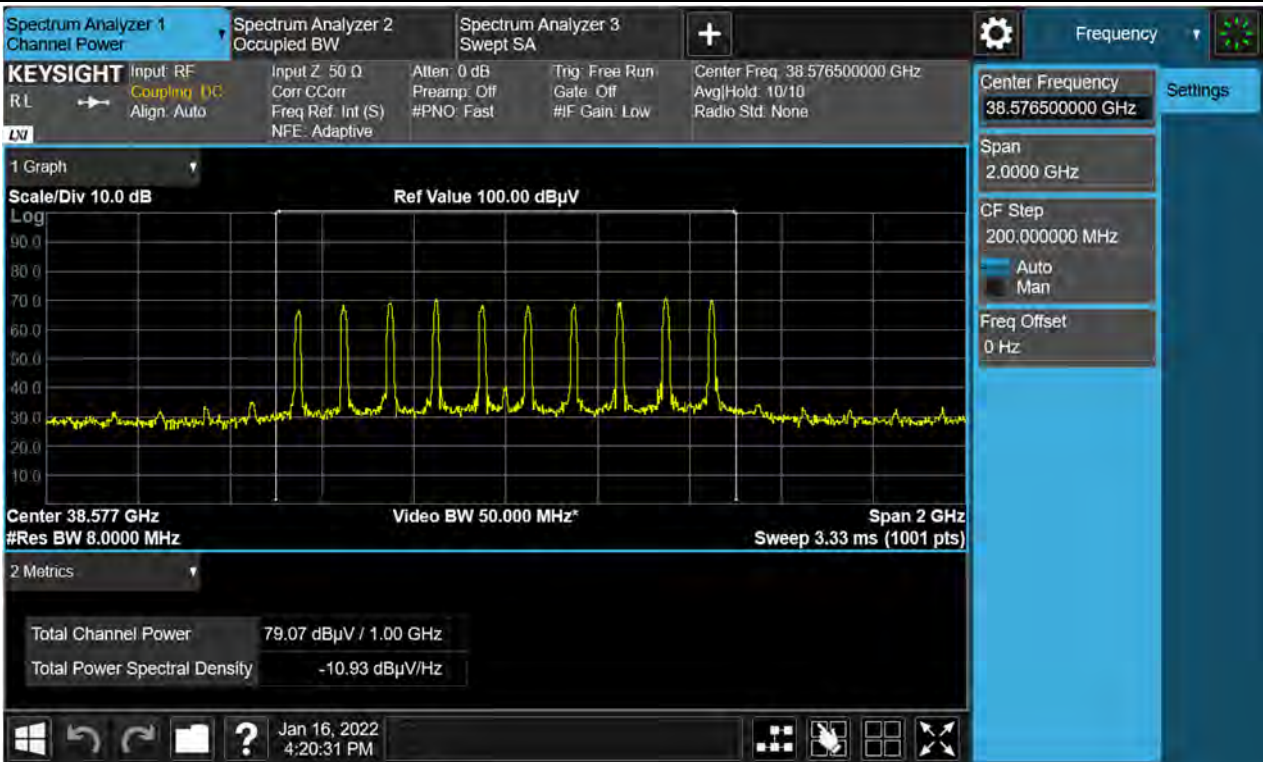 Spectrum Analyzer 1
Channel Power
Spectrum Analyzer 2
Occupied BW
Spectrum Analyzer 3
Swept SA
+
Frequency
KEYSIGHT
RL
LXI
Input: RF
Coupling: DC
Align: Auto
Input Z: 50 Ω
Corr CCorr
Freq Ref: Int (S)
NFE: Adaptive
Atten: 0 dB
Preamp: Off
#PNO: Fast
Trig: Free Run
Gate: Off
#IF Gain: Low
Center Freq: 38.576500000 GHz
Avg|Hold: 10/10
Radio Std: None
Center Frequency
38.576500000 GHz
Settings
Span
2.0000 GHz
CF Step
200.000000 MHz
Auto
Man
Freq Offset
0 Hz
1 Graph
Scale/Div 10.0 dB
Ref Value 100.00 dBµV
Log
90.0
80.0
70.0
60.0
50.0
40.0
30.0
20.0
10.0
Center 38.577 GHz
Video BW 50.000 MHz*
Span 2 GHz
#Res BW 8.0000 MHz
Sweep 3.33 ms (1001 pts)
2 Metrics
Total Channel Power
79.07 dBµV / 1.00 GHz
Total Power Spectral Density
-10.93 dBµV/Hz
?
Jan 16, 2022
4:20:31 PM